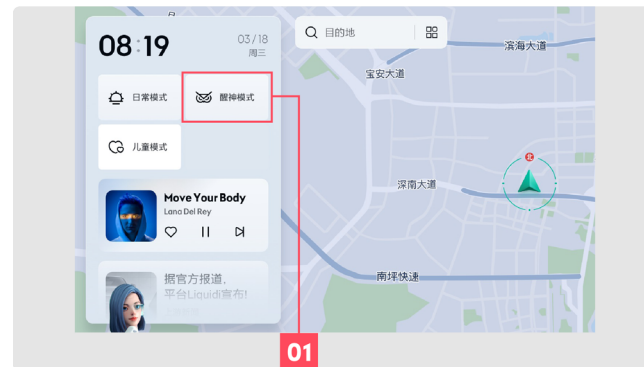 08:19
03/18
周三
目的地
日常模式
醒神模式
儿童模式
Move Your Body
Lana Del Rey
据官方报道，
平台Liquidi宣布!
滨海大道
宝安大道
北
深南大道
南坪快速
01